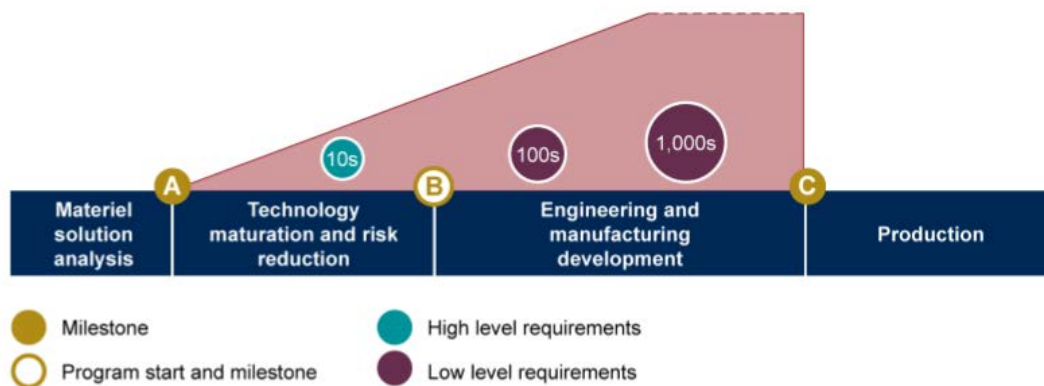 10s
100s
1,000s
A
B
C
Materiel
solution
analysis
Technology
maturation and risk
reduction
Engineering and
manufacturing
development
Production
Milestone
High level requirements
Program start and milestone
Low level requirements